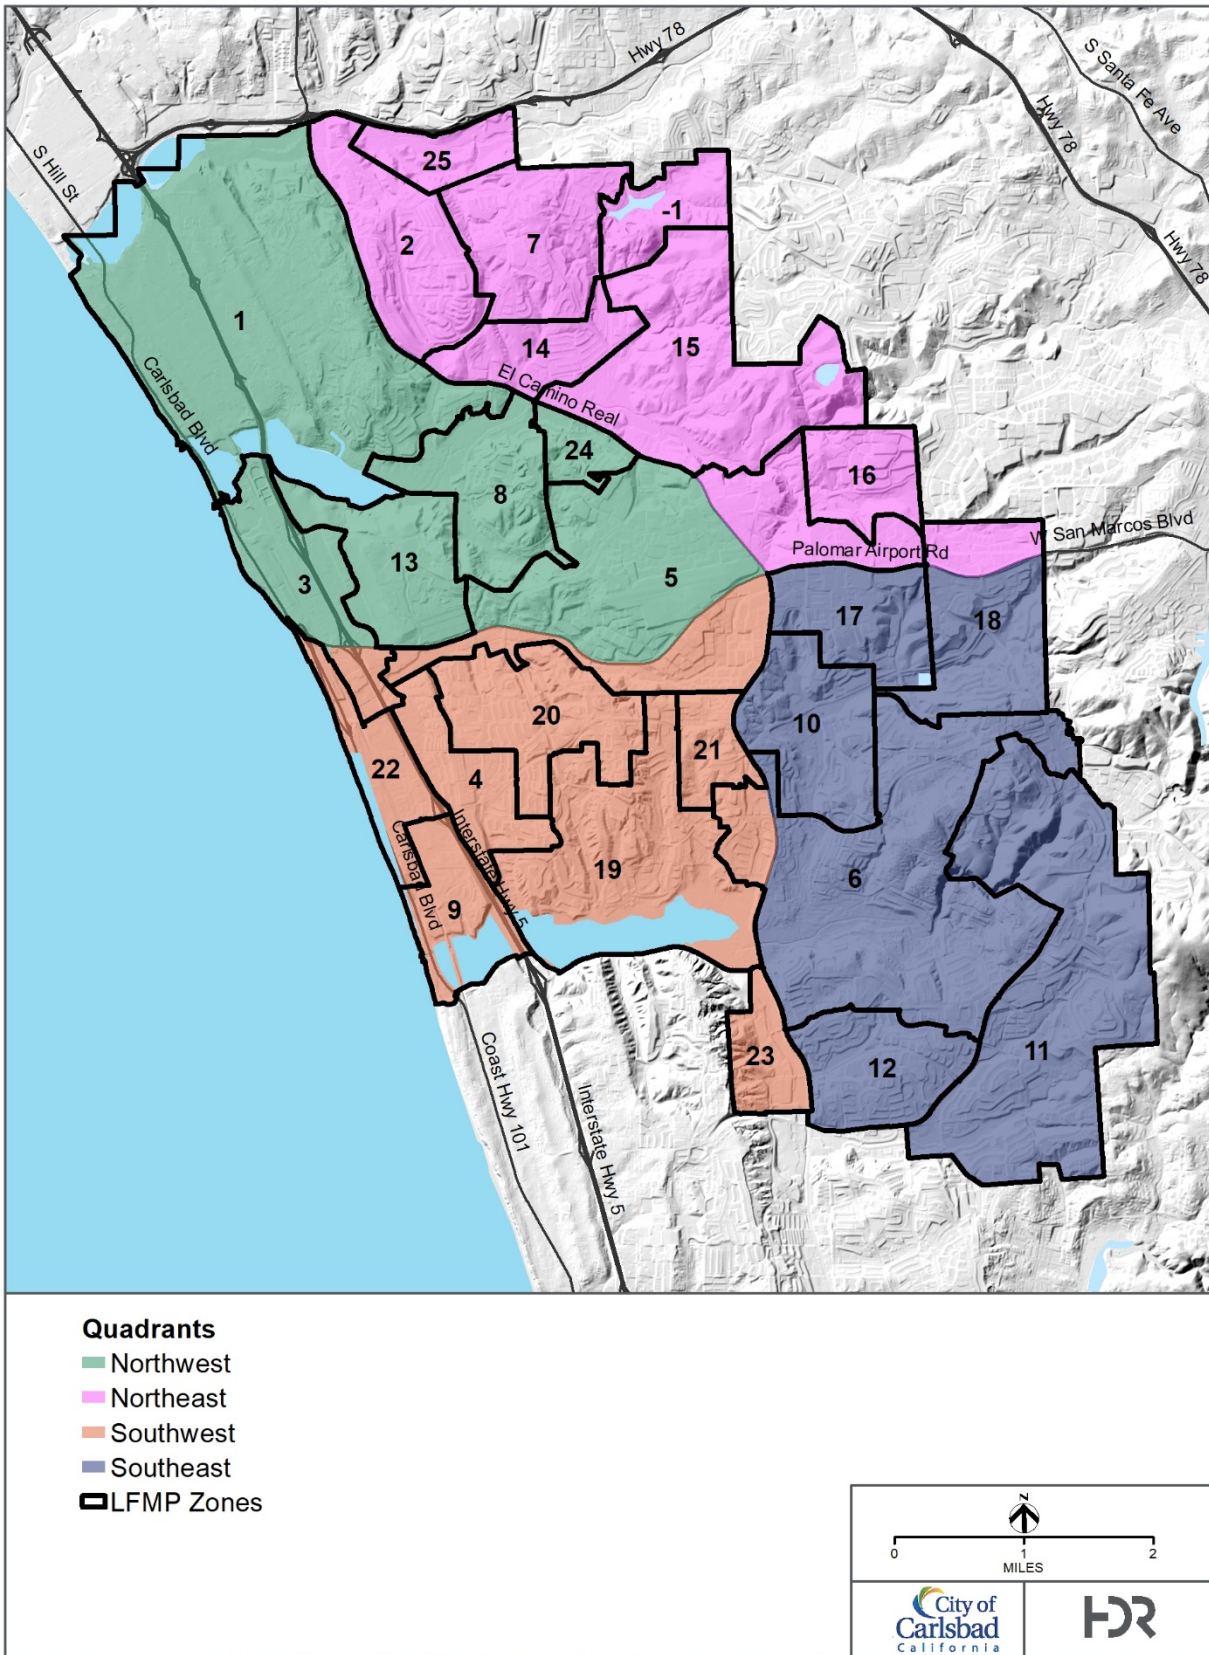 Hwy 78
S Santa Fe Ave
Hwy 78
Hwy 78
S Hill St
25
-1
2
7
1
14
15
El Camino Real
Carlsbad Blvd
24
16
8
W San Marcos Blvd
Palomar Airport Rd
13
3
5
17
18
20
10
21
22
4
Interstate Hwy 5
Carlsbad Blvd
19
6
9
23
12
11
Coast Hwy 101
Interstate Hwy 5
Quadrants
Northwest
Northeast
Southwest
Southeast
LFMP Zones
N
0 1 2
MILES
City of
Carlsbad
California
HDR